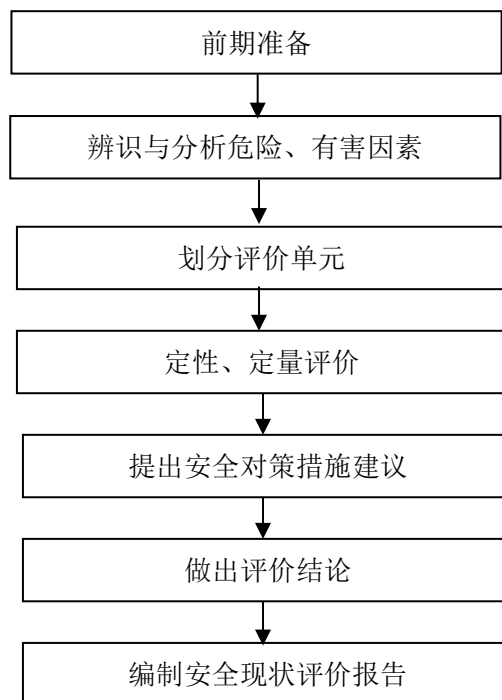 前期准备
辨识与分析危险、有害因素
划分评价单元
定性、定量评价
提出安全对策措施建议
做出评价结论
编制安全现状评价报告